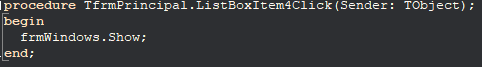 procedure TfrmPrincipal.ListBoxItem4Click(Sender: TObject);
begin
  frmWindows.Show;
end;